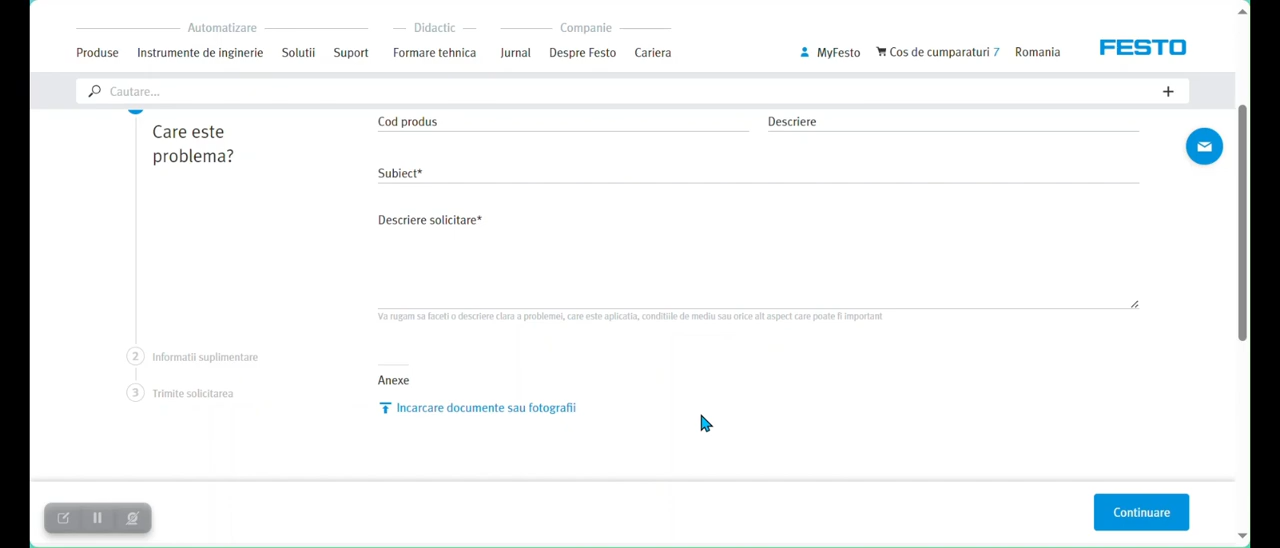 Automatizare Didactic Companie
Produse Instrumente de inginerie Solutii Suport Formare tehnica Jurnal Despre Festo Cariera MyFesto Cos de cumparaturi 7 Romania FESTO
Cautare...
Care este
problema?
Cod produs Descriere
Subiect*
Descriere solicitare*
Va rugam sa faceti o descriere clara a problemei, care este aplicatia, conditiile de mediu sau orice alt aspect care poate fi important
2 Informatii suplimentare
3 Trimite solicitarea
Anexe
Incarcare documente sau fotografii
Continuare